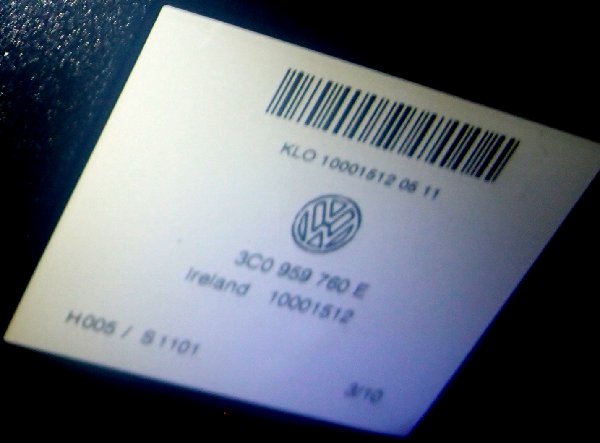 KLO 10001512 05 11
3C0 959 760 E
Ireland 10001512
H005 / S1101
3/10